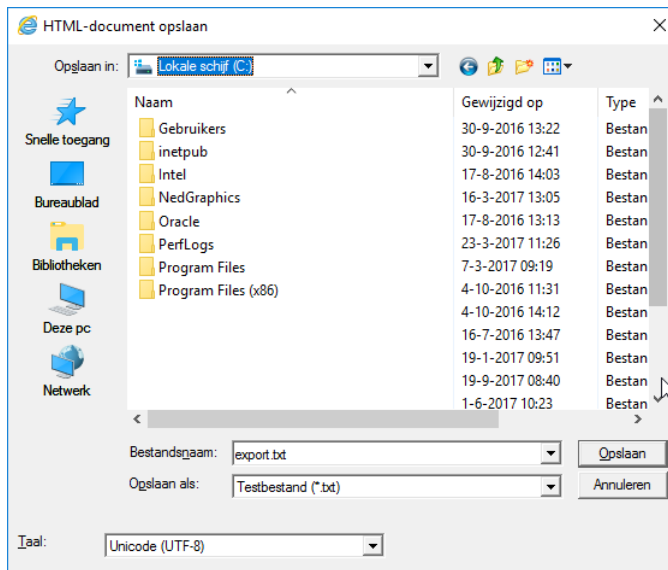 HTML-document opslaan
Opslaan in: Lokale schijf (C:)
Naam Gewijzigd op Type
Snelle toegang
Bureaublad
Bibliotheken
Deze pc
Netwerk
Gebruikers 30-9-2016 13:22 Bestan
inetpub 30-9-2016 12:41 Bestan
Intel 17-8-2016 14:03 Bestan
NedGraphics 16-3-2017 13:05 Bestan
Oracle 17-8-2016 13:13 Bestan
PerfLogs 23-3-2017 11:26 Bestan
Program Files 7-3-2017 09:19 Bestan
Program Files (x86) 4-10-2016 11:31 Bestan
4-10-2016 14:12 Bestan
16-7-2016 13:47 Bestan
19-1-2017 09:51 Bestan
19-9-2017 08:40 Bestan
1-6-2017 10:23 Bestan
Bestandsnaam: export.txt Opslaan
Opslaan als: Testbestand (*.txt) Annuleren
Taal: Unicode (UTF-8)